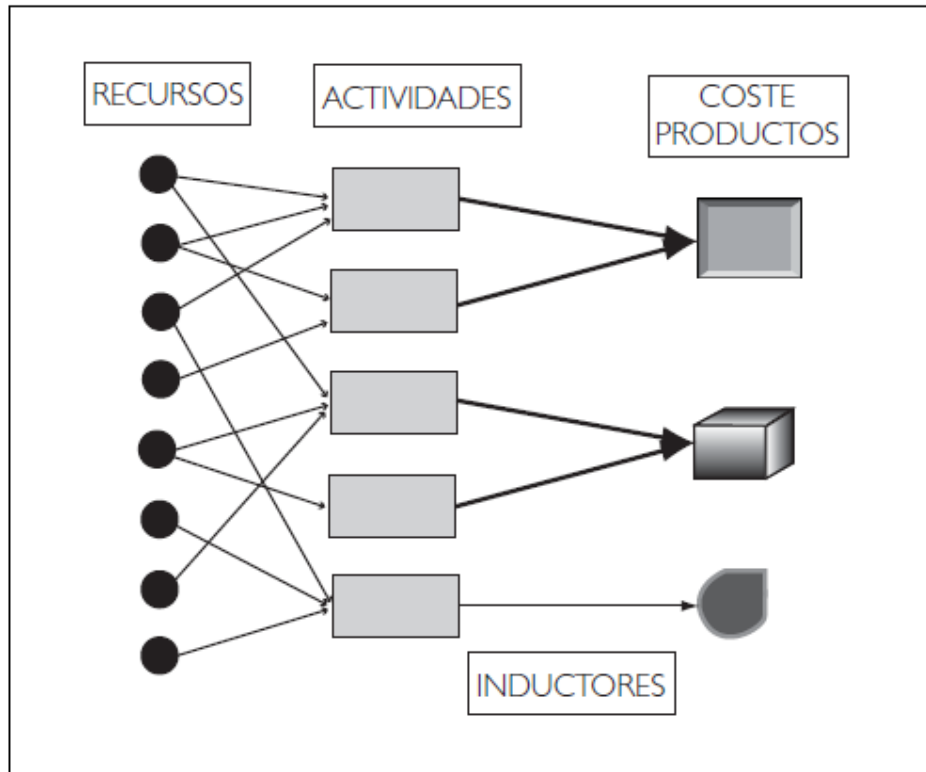 RECURSOS
ACTIVIDADES
COSTE
PRODUCTOS
INDUCTORES